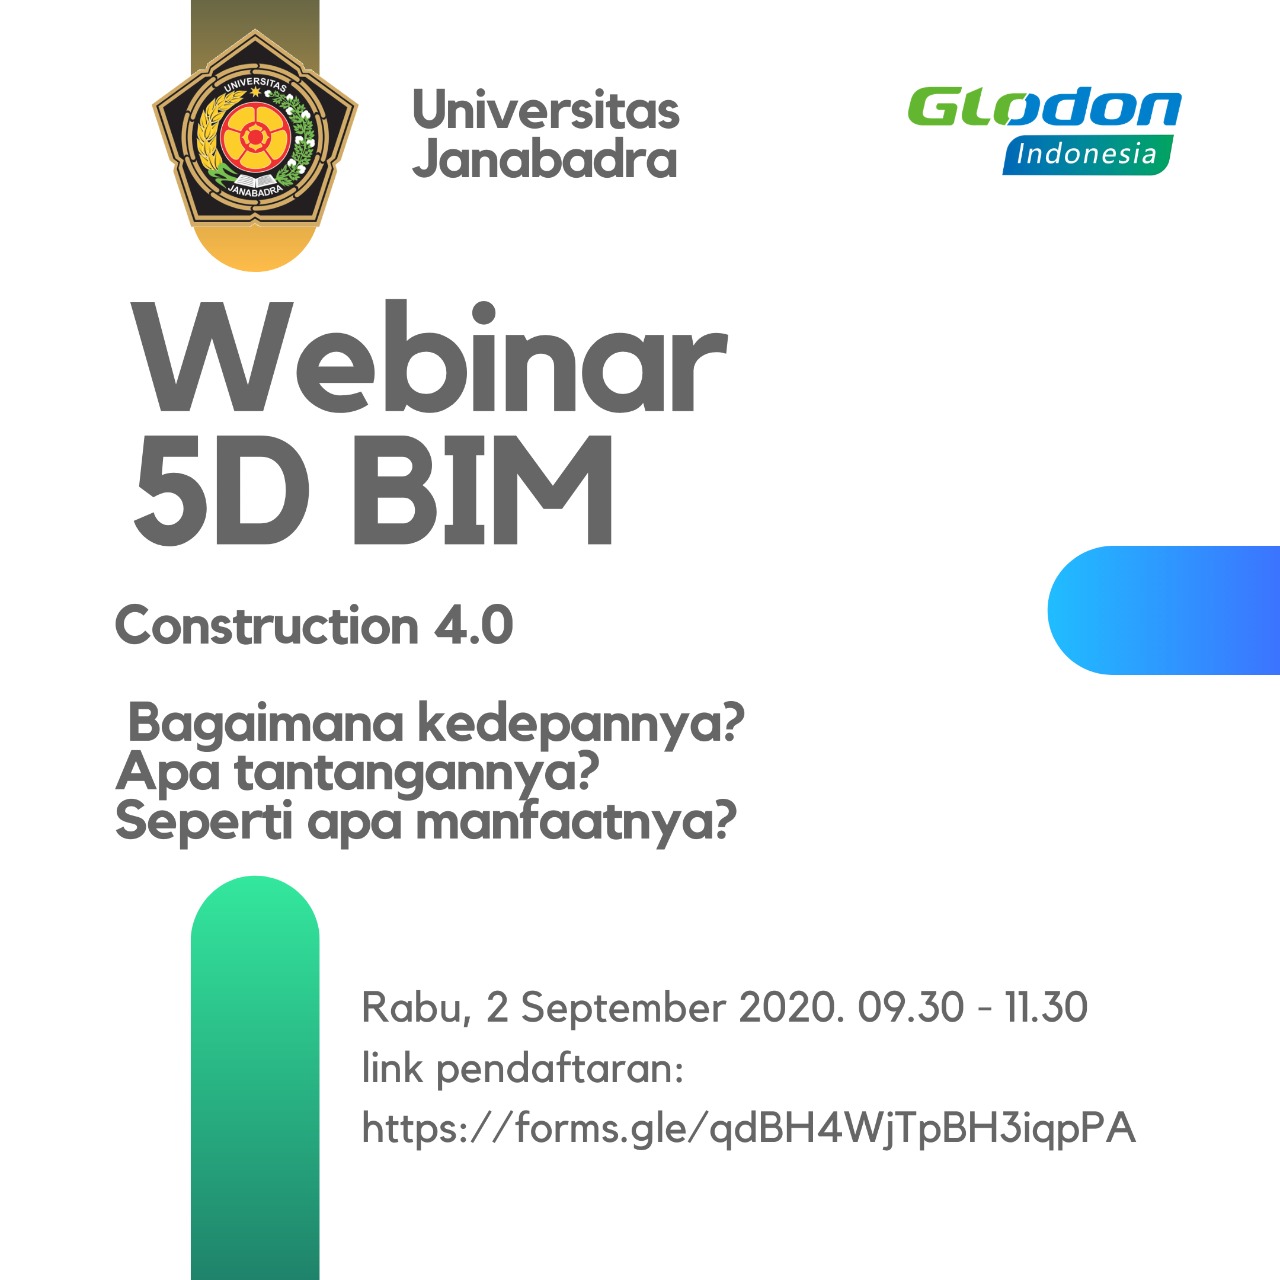 UNIVERSITAS
JANABADRA
Universitas
Janabadra
GLODON
Indonesia
Webinar
5D BIM
Construction 4.0
Bagaimana kedepannya?
Apa tantangannya?
Seperti apa manfaatnya?
Rabu, 2 September 2020. 09.30 - 11.30
link pendaftaran:
https://forms.gle/qdBH4WjTpBH3iqpPA